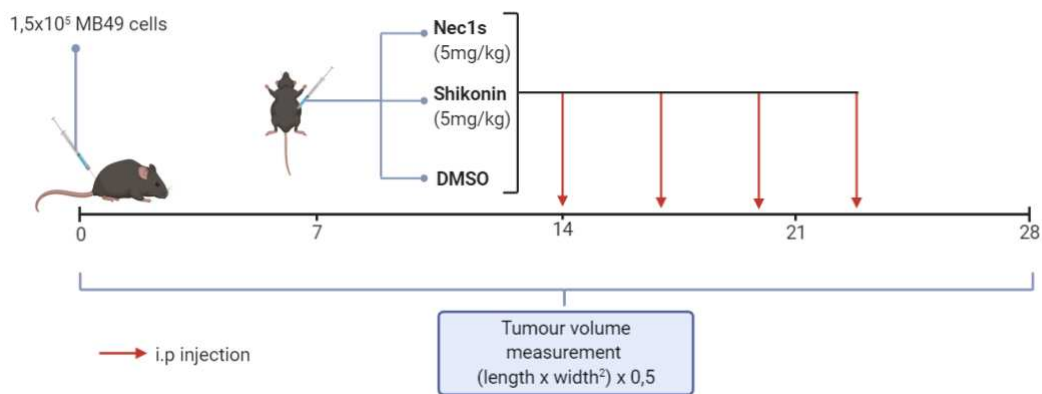 1,5x10⁵ MB49 cells
Nec1s
(5mg/kg)
Shikonin
(5mg/kg)
DMSO
0
7
14
21
28
Tumour volume
measurement
(length x width²) x 0,5
i.p injection